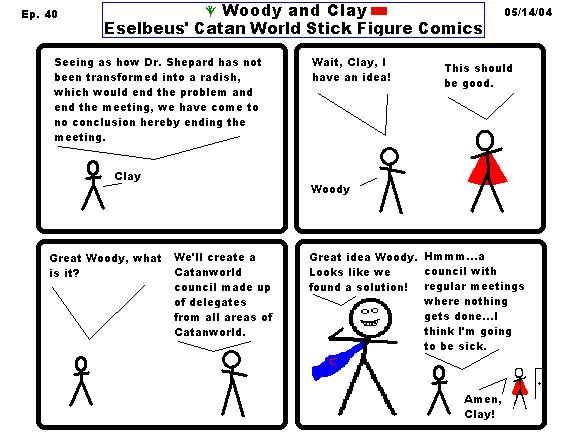 Ep. 40
Woody and Clay
05/14/04
Eselbeus' Catan World Stick Figure Comics
Seeing as how Dr. Shepard has not
been transformed into a radish,
which would end the problem and
end the meeting, we have come to
no conclusion hereby ending the
meeting.
Clay
Wait, Clay, I
have an idea!
This should
be good.
Woody
Great Woody, what
is it?
We'll create a
Catanworld
council made up
of delegates
from all areas of
Catanworld.
Great idea Woody.
Looks like we
found a solution!
Hmmm...a
council with
regular meetings
where nothing
gets done...I
think I'm going
to be sick.
Amen,
Clay!